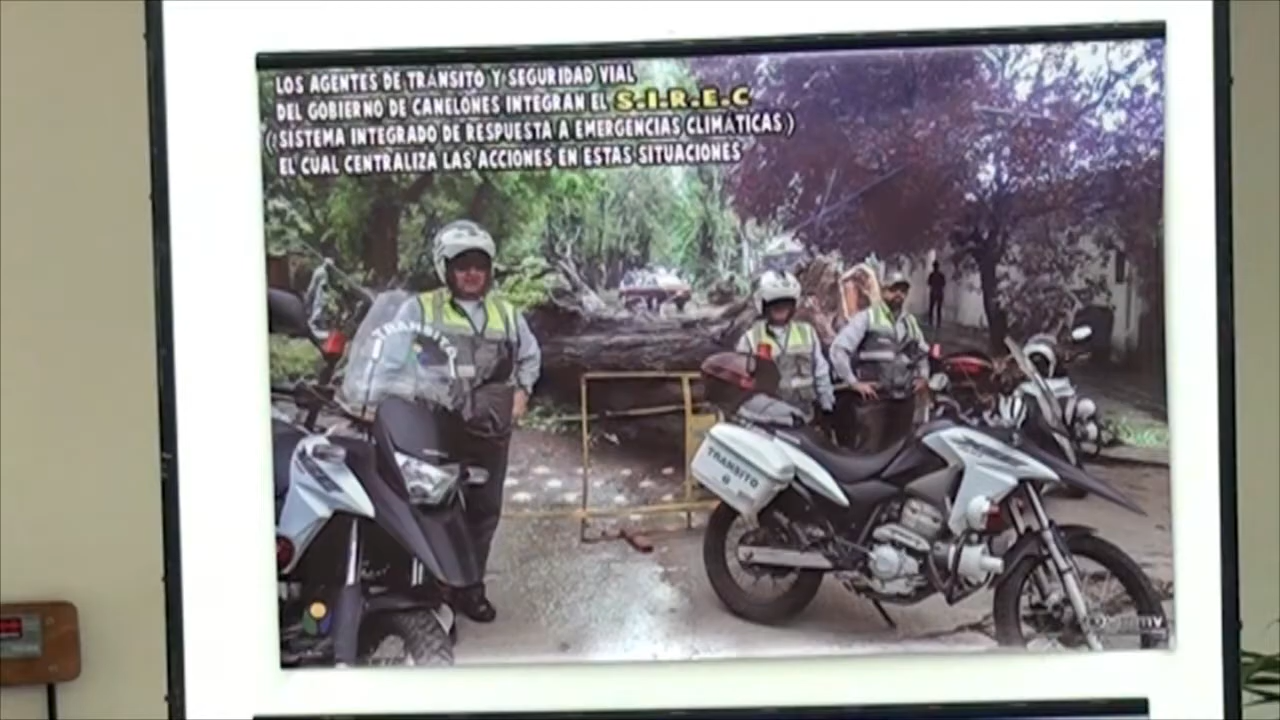 LOS AGENTES DE TRANSITO Y SEGURIDAD VIAL
DEL GOBIERNO DE CANELONES INTEGRAN EL S.I.R.E.C
(SISTEMA INTEGRADO DE RESPUESTA A EMERGENCIAS CLIMÁTICAS)
EL CUAL CENTRALIZA LAS ACCIONES EN ESTAS SITUACIONES
TRANSITO
TRANSITO